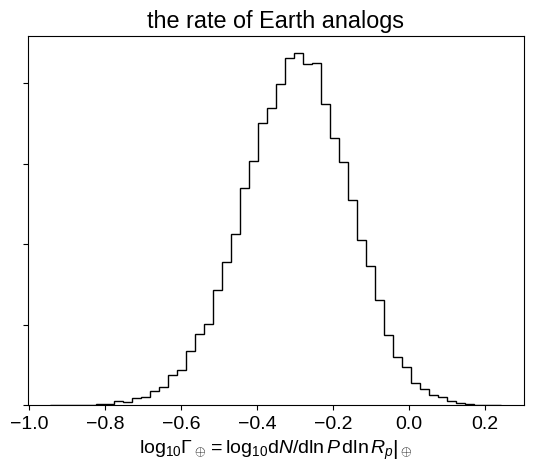 the rate of Earth analogs
−1.0 −0.8 −0.6 −0.4 −0.2 0.0 0.2
log₁₀Γ⊕ = log₁₀dN/dln P dln Rₚ|⊕